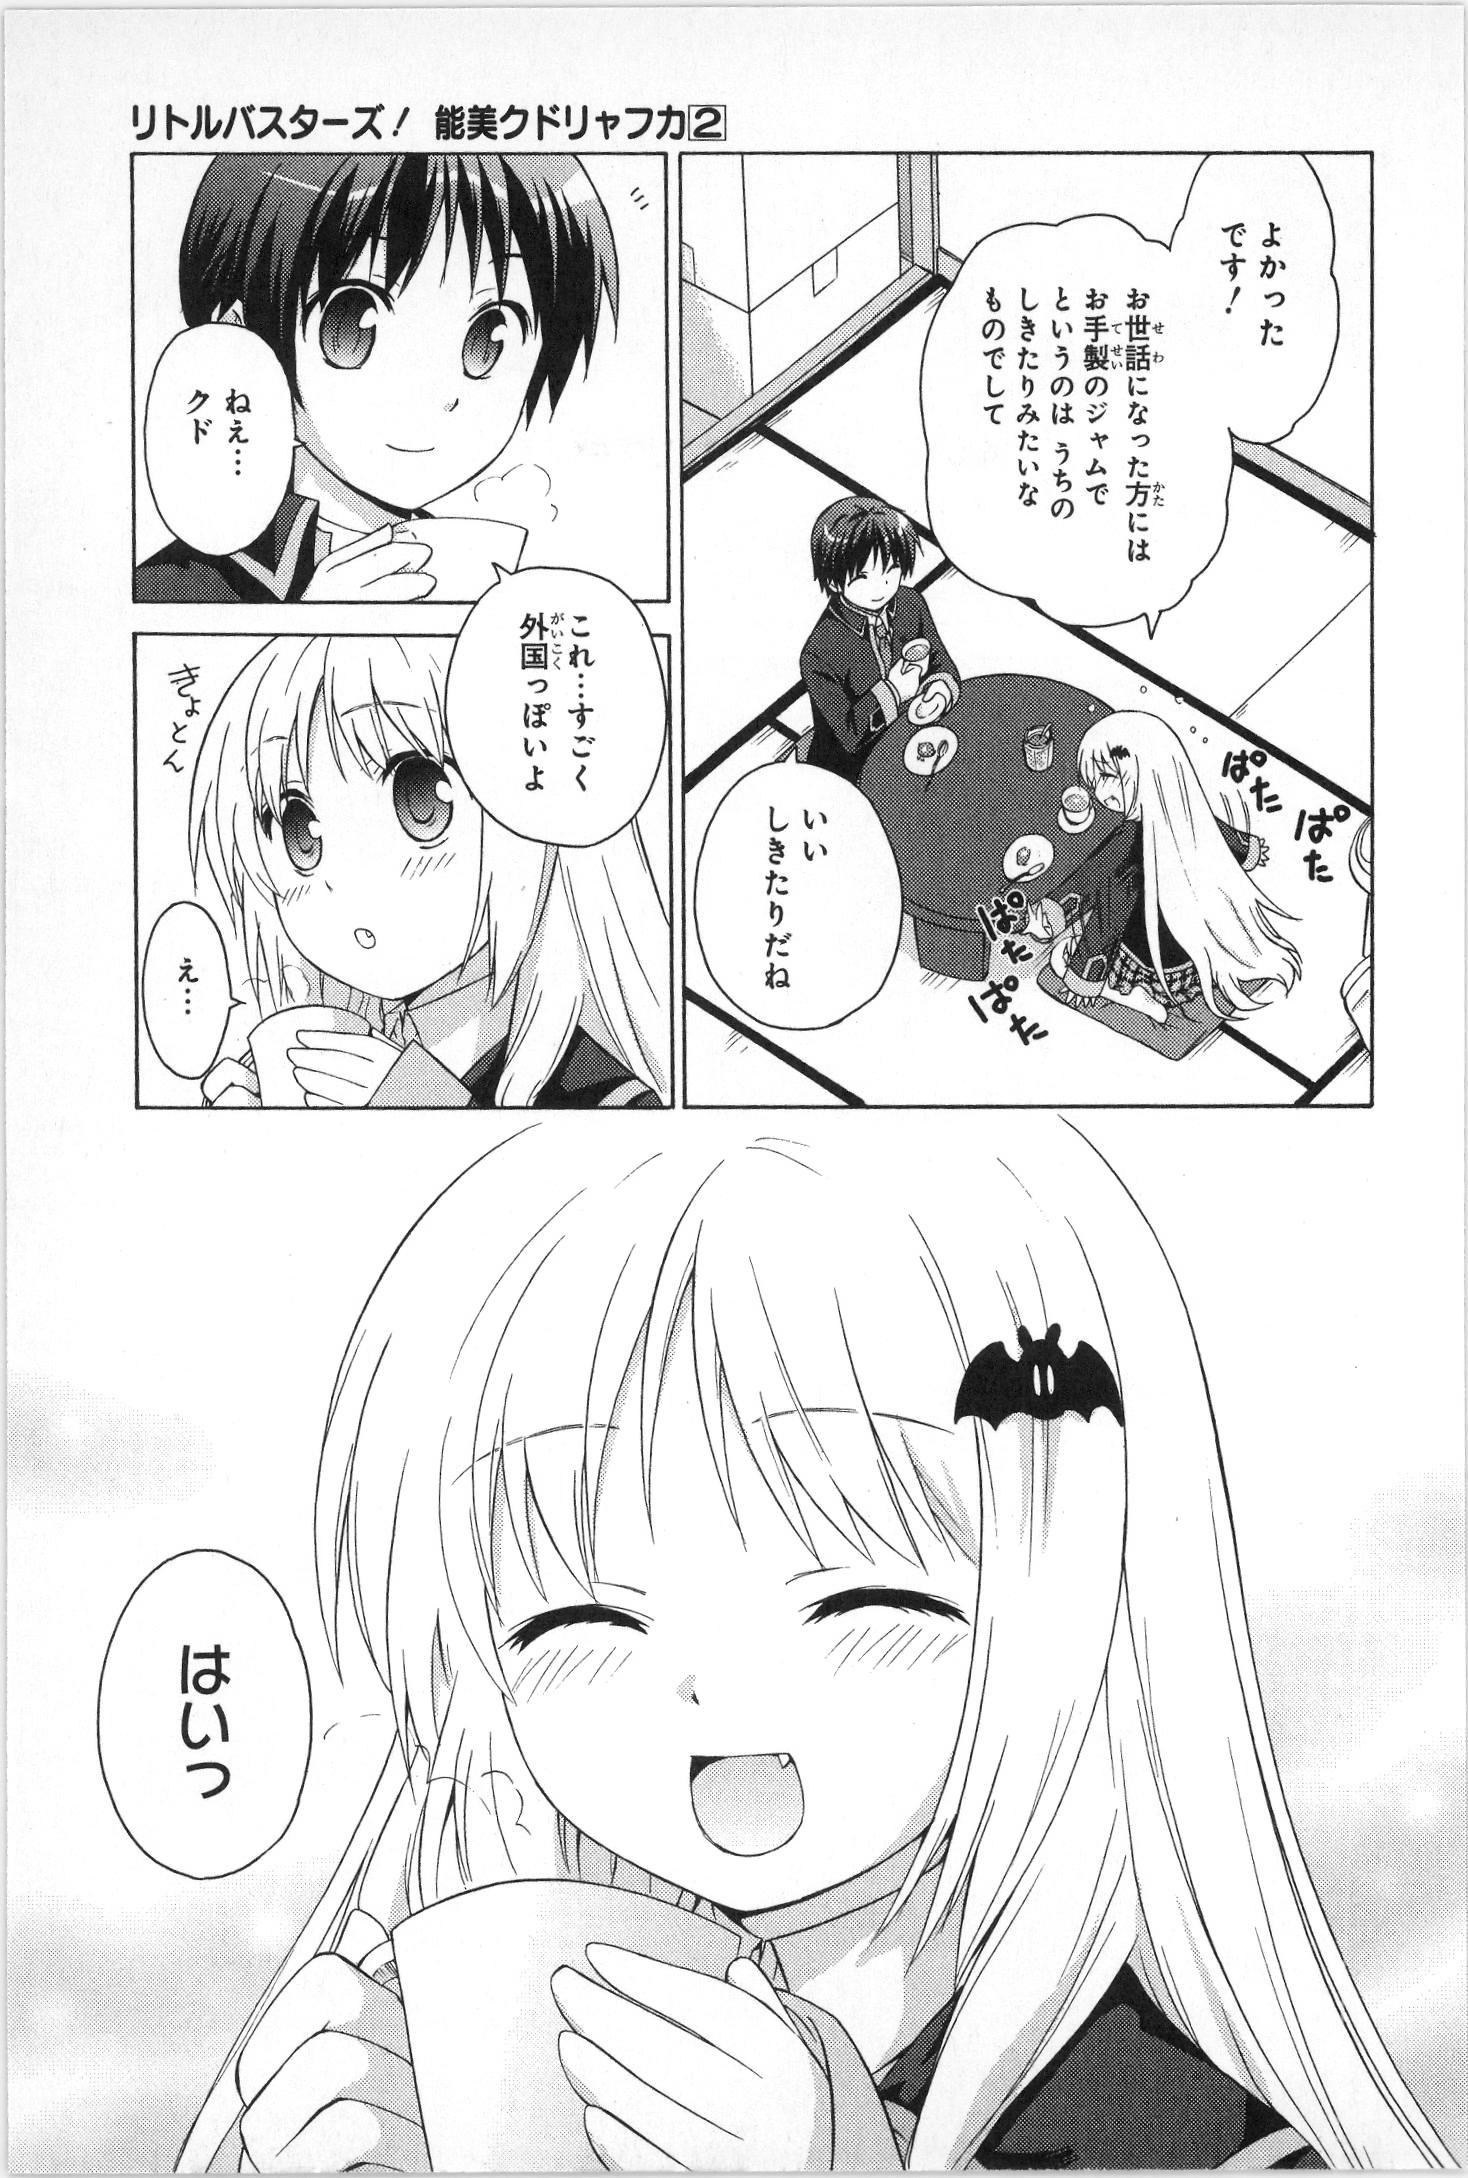 リトルバスターズ! 能美クドリャフカ2
よかった
です!
お世話になった方には
お手製のジャムで
というのは うちの
しきたりみたいな
ものでして
ぱた
ぱた
ぱた
ぱた
いい
しきたりだね
ねえ…
クド
これ…すごく
外国っぽいよ
きょとん
え…
はいっ